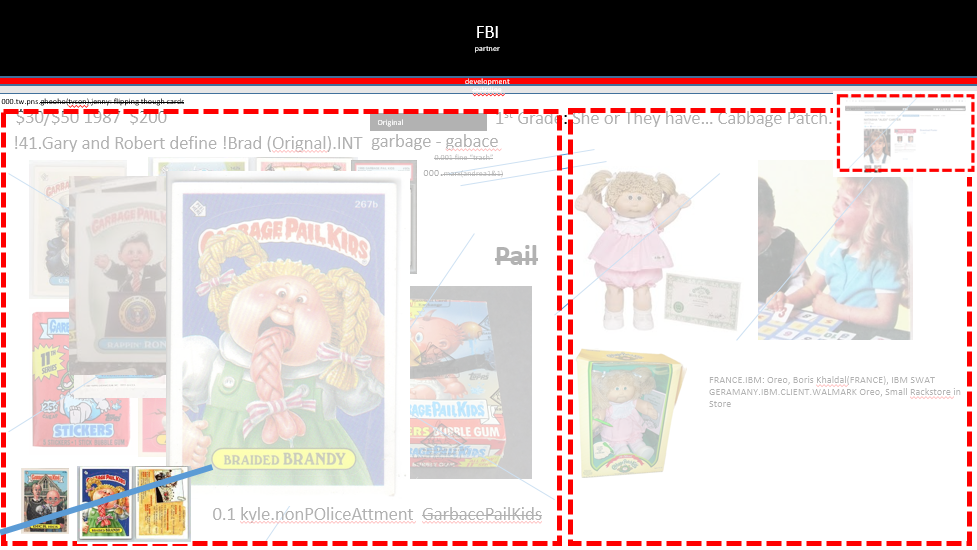 FBI
partner
development
000.tw.pns.gheoho(tyson).jenny: flipping though cards
$30/$50 1987 $200
Original
1st Grade: She or They have... Cabbage Patch.
!41.Gary and Robert define !Brad (Orignal).INT garbage - gabace
0.001 fine "trash"
000
267b
GARBAGE PAIL KIDS
Pail
11TH
SERIES
25¢
STICKERS
GARBAGE PAIL KIDS
BUBBLE GUM
BRAIDED BRANDY
FRANCE.IBM: Oreo, Boris Khaldal(FRANCE), IBM SWAT
GERAMANY.IBM.CLIENT.WALMARK Oreo, Small Rackstore in
Store
0.1 kyle.nonPOliceAttment GarbacePailKids